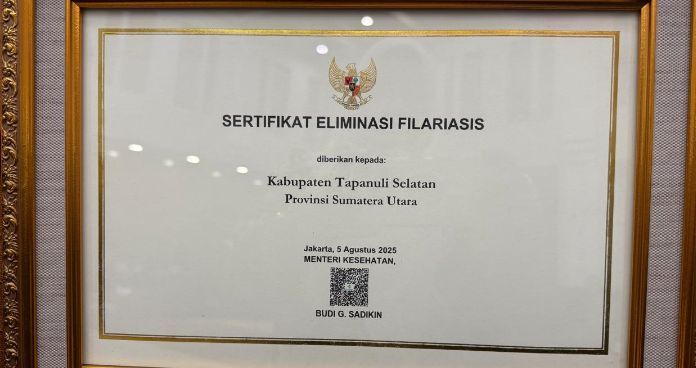 SERTIFIKAT ELIMINASI FILARIASIS
diberikan kepada:
Kabupaten Tapanuli Selatan
Provinsi Sumatera Utara
Jakarta, 5 Agustus 2025
MENTERI KESEHATAN,
BUDI G. SADIKIN